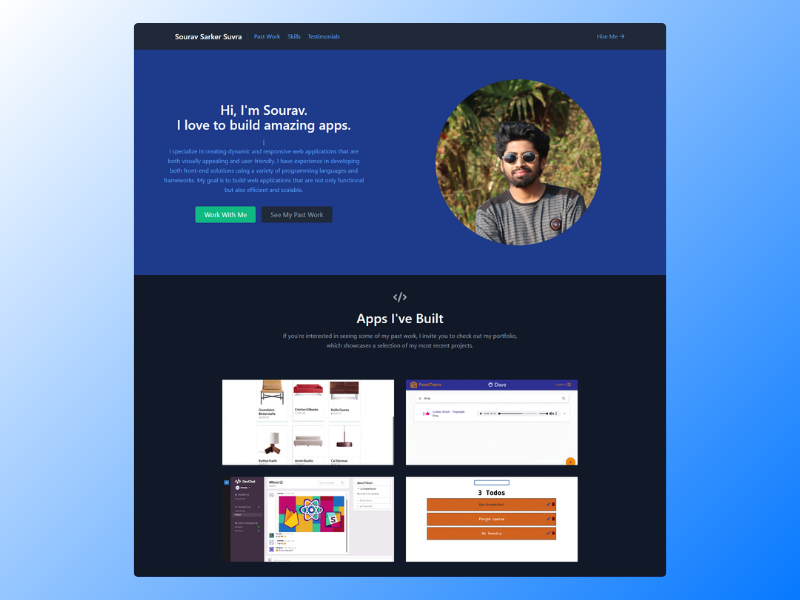 Sourav Sarker Suvra
Past Work
Skills
Testimonials
Hire Me →
Hi, I'm Sourav.
I love to build amazing apps.
I specialize in creating dynamic and responsive web applications that are
both visually appealing and user-friendly. I have experience in developing
both front-end solutions using a variety of programming languages and
frameworks. My goal is to build web applications that are not only functional
but also efficient and scalable.
Work With Me
See My Past Work
</>
Apps I've Built
If you're interested in seeing some of my past work, I invite you to check out my portfolio,
which showcases a selection of my most recent projects.
Dave
DevChat
3 Todos